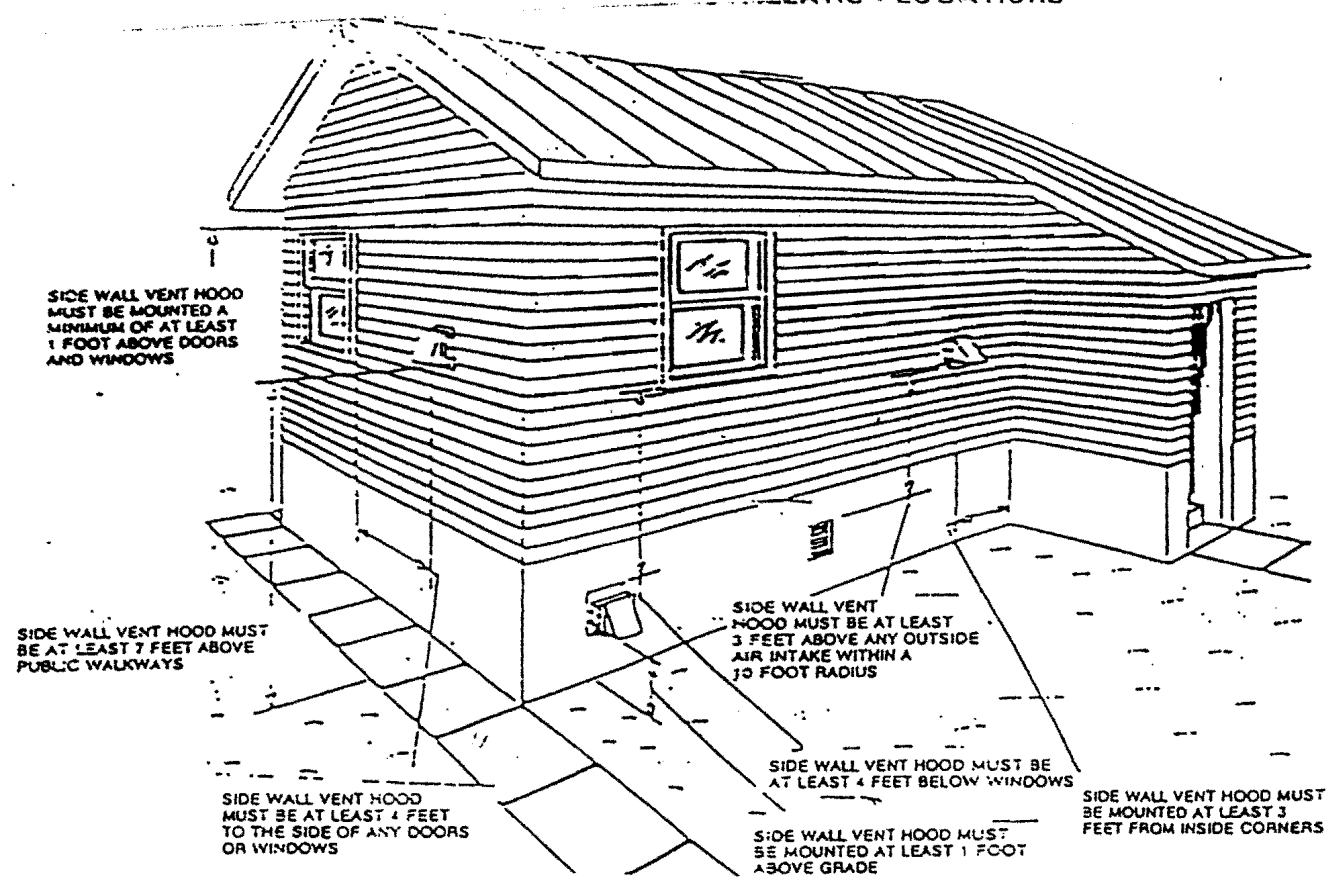 LOCATIONS
SIDE WALL VENT HOOD
MUST BE MOUNTED A
MINIMUM OF AT LEAST
1 FOOT ABOVE DOORS
AND WINDOWS
SIDE WALL VENT HOOD MUST
BE AT LEAST 7 FEET ABOVE
PUBLIC WALKWAYS
SIDE WALL VENT
HOOD MUST BE AT LEAST
3 FEET ABOVE ANY OUTSIDE
AIR INTAKE WITHIN A
10 FOOT RADIUS
SIDE WALL VENT HOOD MUST BE
AT LEAST 4 FEET BELOW WINDOWS
SIDE WALL VENT HOOD
MUST BE AT LEAST 4 FEET
TO THE SIDE OF ANY DOORS
OR WINDOWS
SIDE WALL VENT HOOD MUST
BE MOUNTED AT LEAST 1 FOOT
ABOVE GRADE
SIDE WALL VENT HOOD MUST
BE MOUNTED AT LEAST 3
FEET FROM INSIDE CORNERS